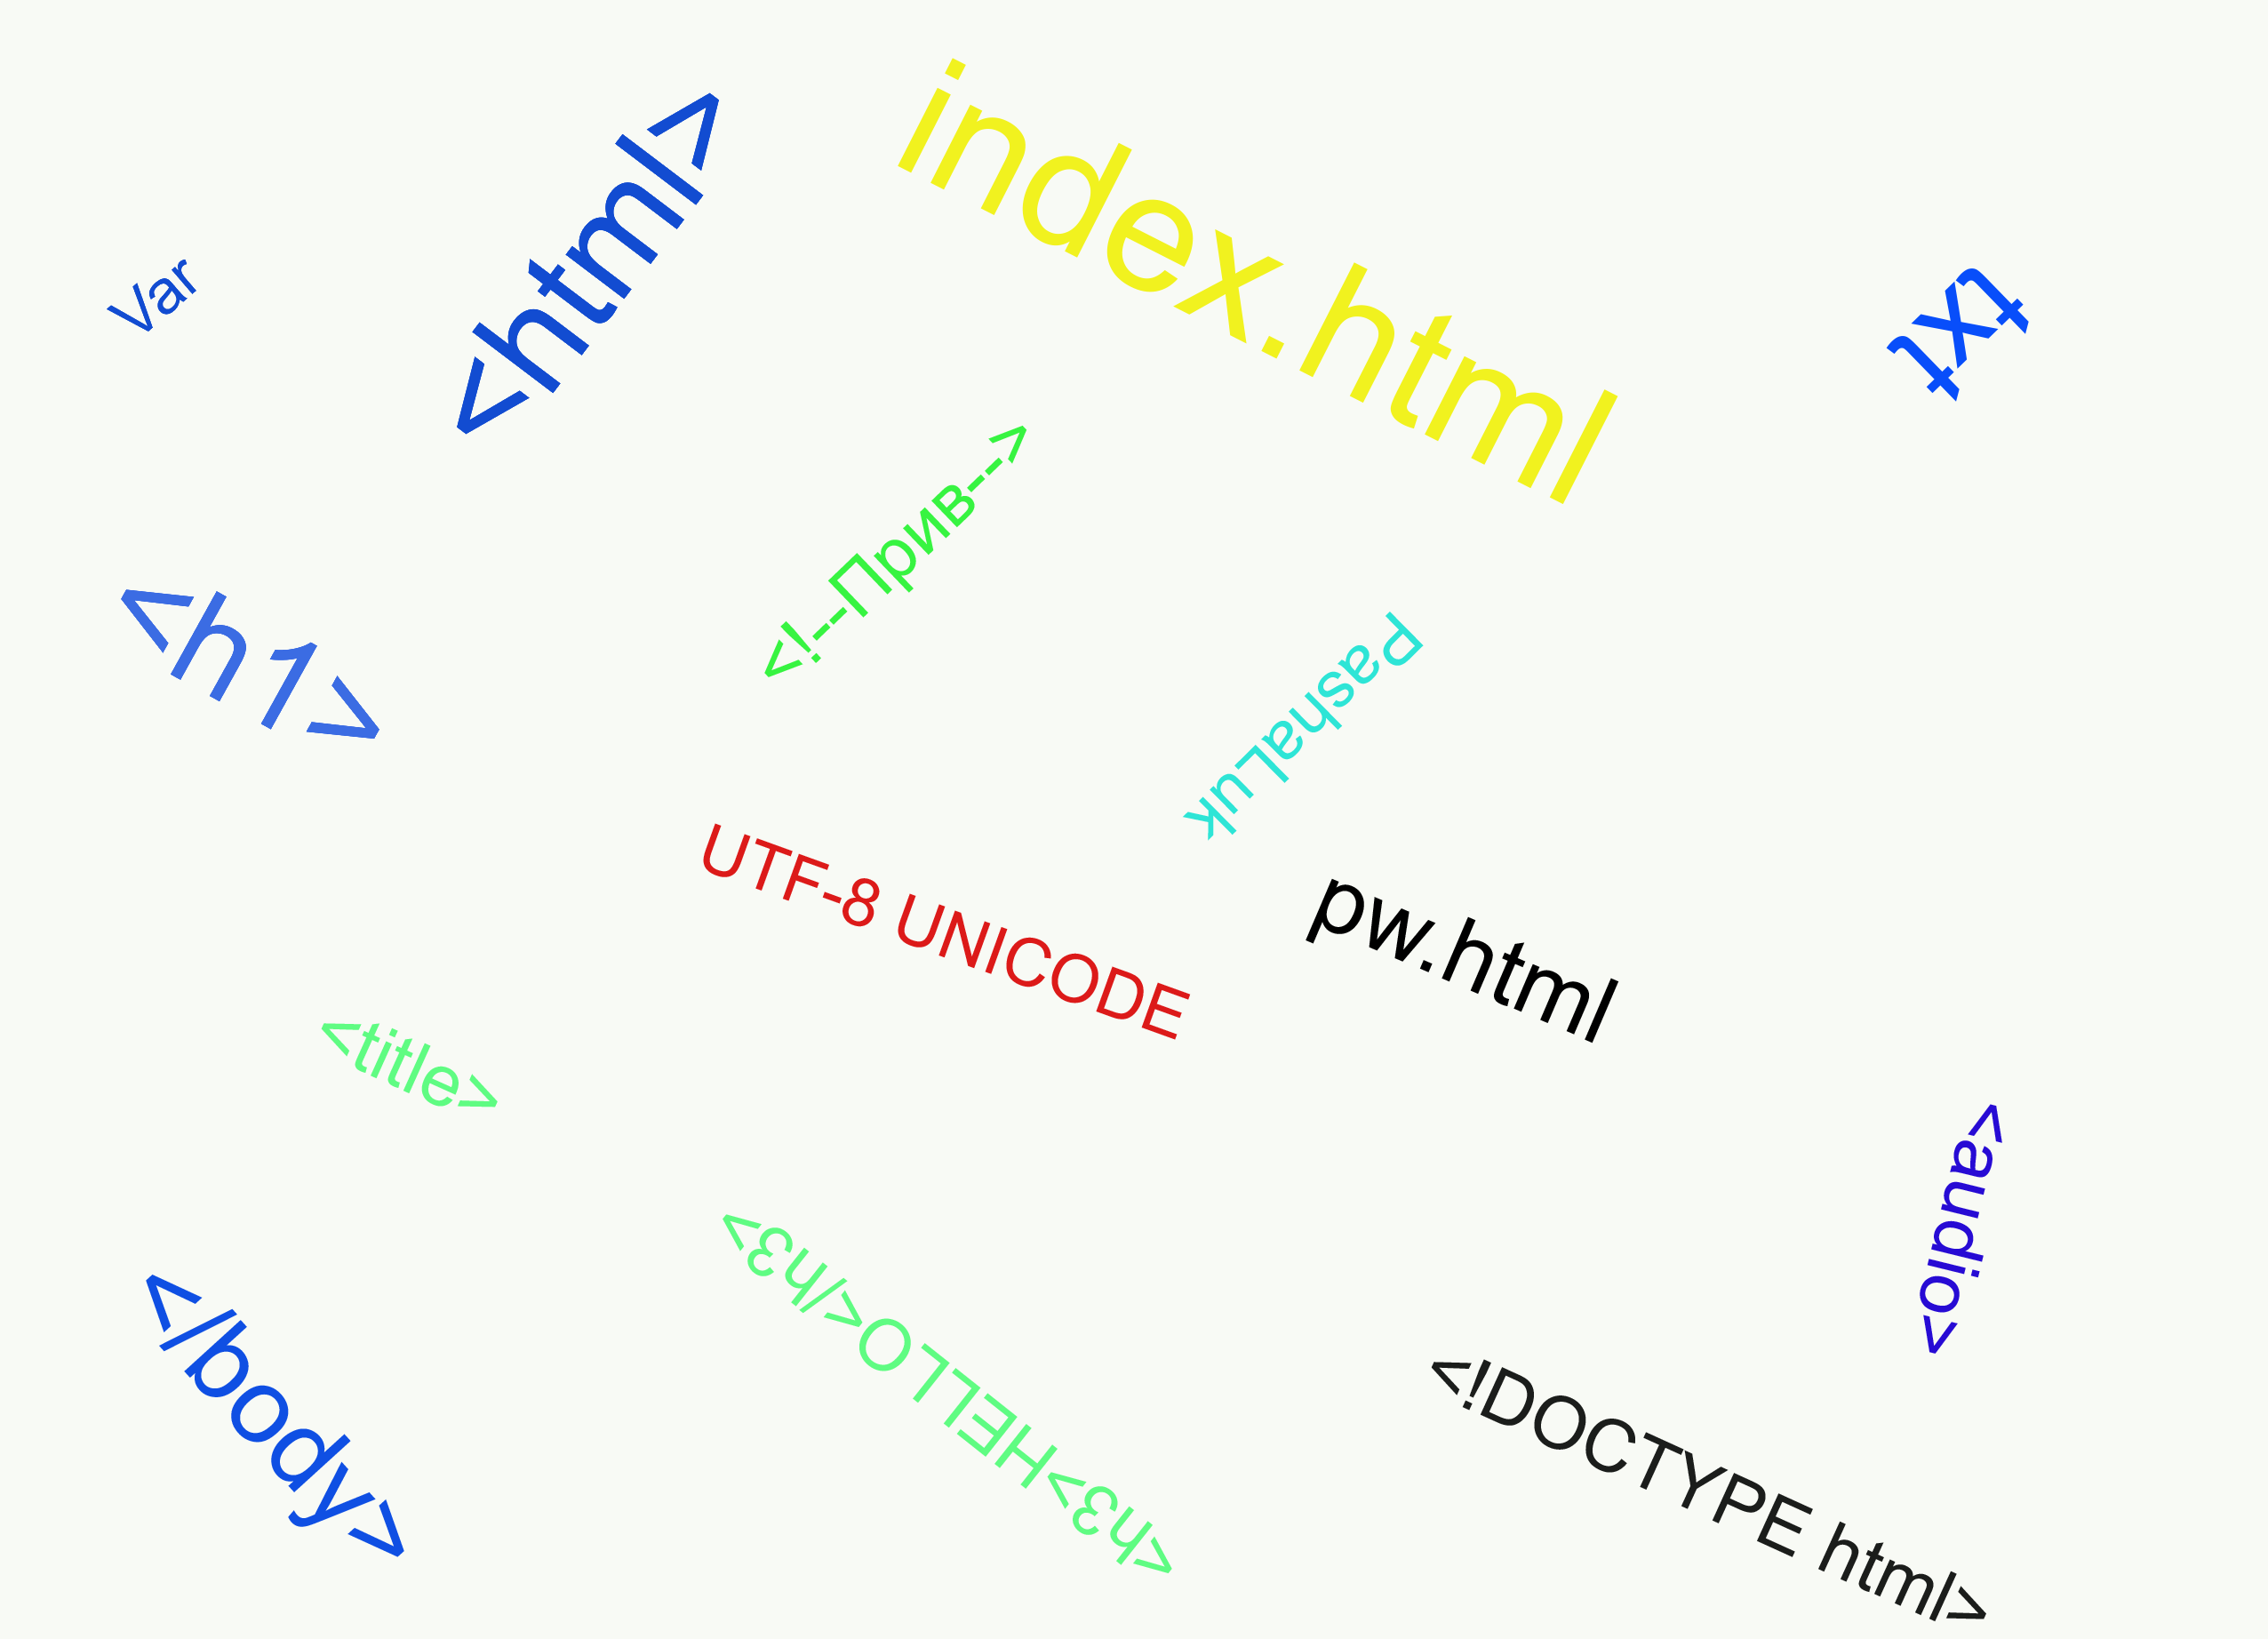 index.html
<html>
var
txt
<!--Прив-->
<h1>
PashaLuk
UTF-8 UNICODE
pw.html
<title>
<audio>
<h3>HELLO</h3>
</body>
<!DOCTYPE html>